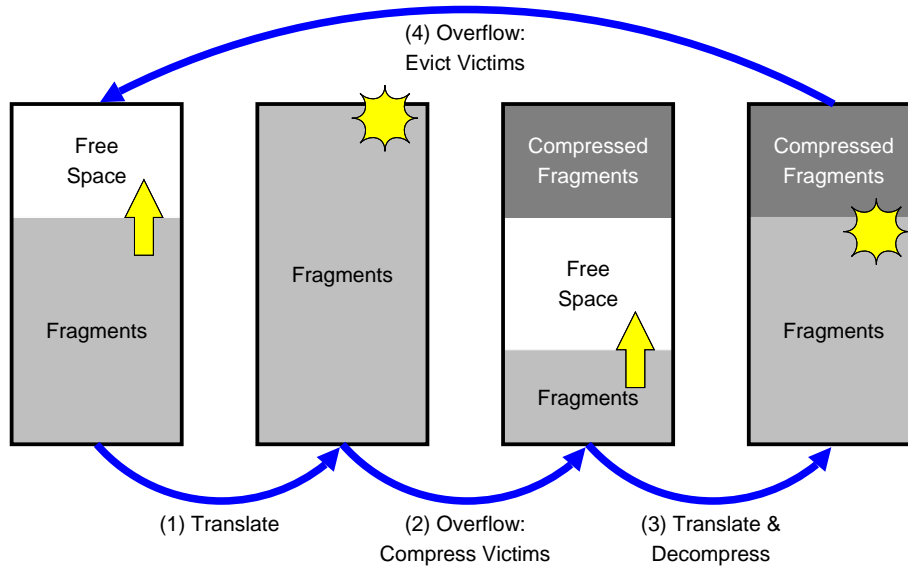 (4) Overflow:
Evict Victims
Free
Space
Fragments
Fragments
Compressed
Fragments
Free
Space
Fragments
Compressed
Fragments
Fragments
(1) Translate
(2) Overflow:
Compress Victims
(3) Translate &
Decompress